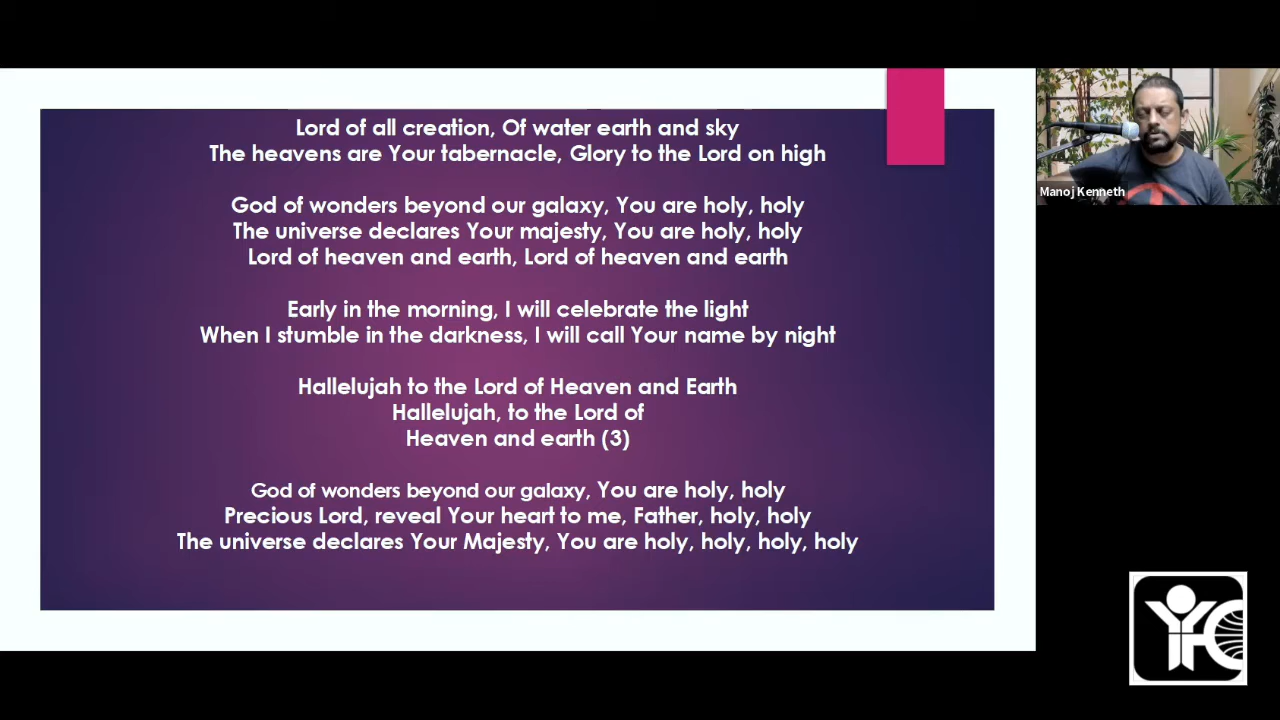 Lord of all creation, Of water earth and sky
The heavens are Your tabernacle, Glory to the Lord on high
God of wonders beyond our galaxy, You are holy, holy
The universe declares Your majesty, You are holy, holy
Lord of heaven and earth, Lord of heaven and earth
Early in the morning, I will celebrate the light
When I stumble in the darkness, I will call Your name by night
Hallelujah to the Lord of Heaven and Earth
Hallelujah, to the Lord of
Heaven and earth (3)
God of wonders beyond our galaxy, You are holy, holy
Precious Lord, reveal Your heart to me, Father, holy, holy
The universe declares Your Majesty, You are holy, holy, holy, holy
Manoj Kenneth
YFC